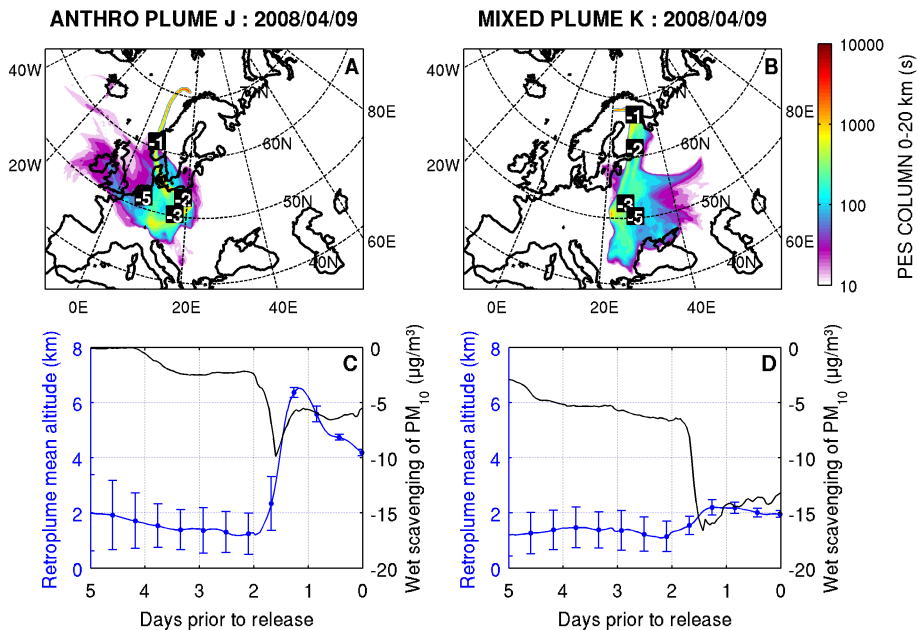 ANTHRO PLUME J : 2008/04/09
MIXED PLUME K : 2008/04/09
A
B
40W
20W
0E
20E
40E
60E
80E
60N
50N
40N
-1
-2
-3
-5
40W
20W
0E
20E
40E
60E
80E
60N
50N
40N
-1
-2
-3
-5
10000
1000
100
10
PES COLUMN 0-20 km (s)
C
Retroplume mean altitude (km)
8
6
4
2
0
0
-5
-10
-15
-20
Wet scavenging of PM10 (µg/m³)
5 4 3 2 1 0
Days prior to release
D
Retroplume mean altitude (km)
8
6
4
2
0
0
-5
-10
-15
-20
Wet scavenging of PM10 (µg/m³)
5 4 3 2 1 0
Days prior to release